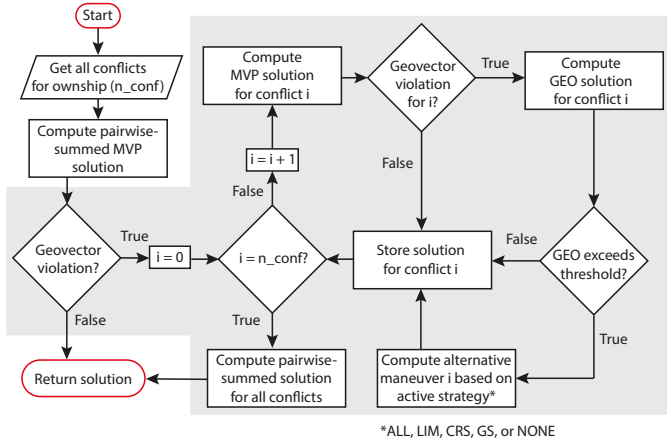 Start
Get all conflicts
for ownship (n_conf)
Compute pairwise-
summed MVP
solution
Geovector
violation?
True
False
i = 0
i = n_conf?
False
i = i + 1
Compute
MVP solution
for conflict i
Geovector
violation
for i?
True
False
Compute
GEO solution
for conflict i
GEO exceeds
threshold?
False
True
Store solution
for conflict i
Compute alternative
maneuver i based on
active strategy*
True
Compute pairwise-
summed solution
for all conflicts
Return solution
*ALL, LIM, CRS, GS, or NONE